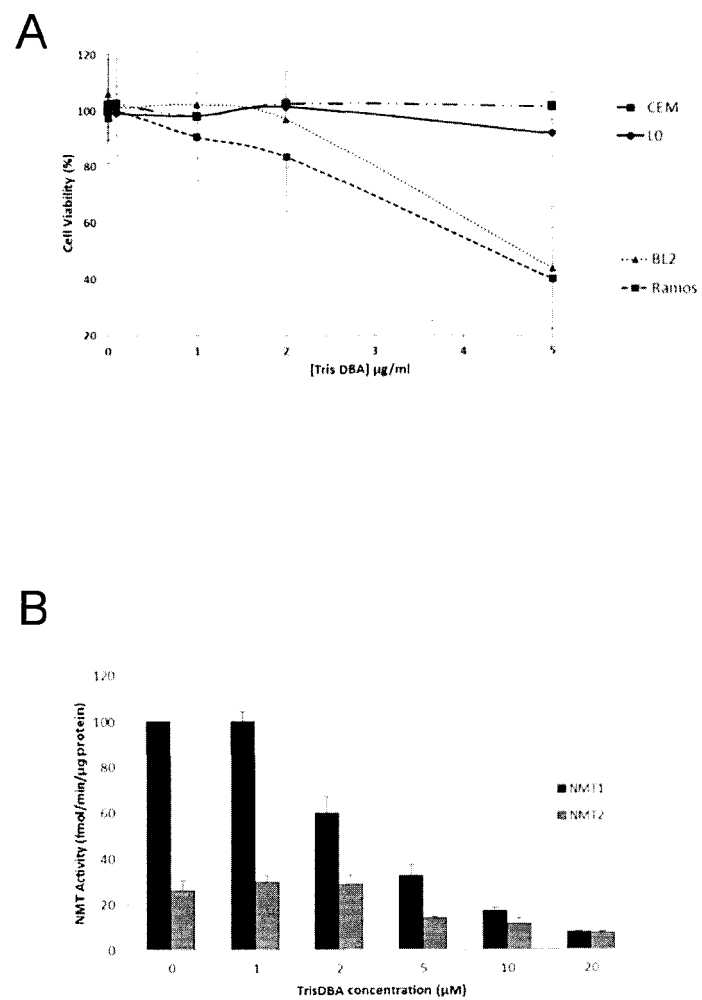 A
120
100
80
60
40
20
Cell Viability (%)
0 1 2 3 4 5
[Tris DBA] µg/ml
CEM
L0
BL2
Ramos
B
120
100
80
60
40
20
0
NMT Activity (fmol/min/µg protein)
0 1 2 5 10 20
TrisDBA concentration (µM)
NMT1
NMT2